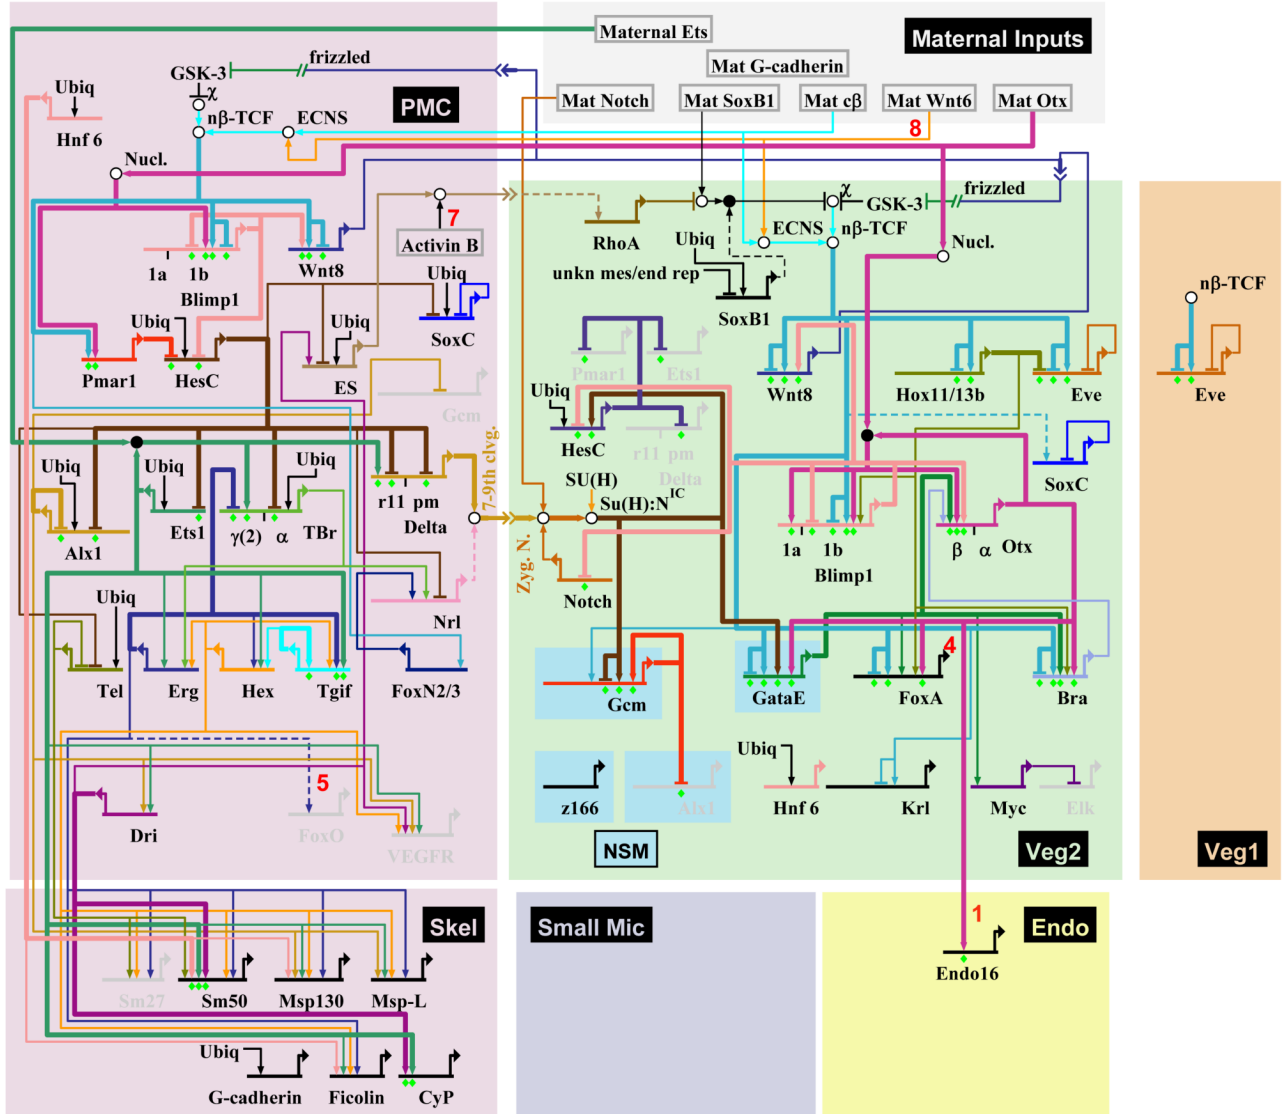 Maternal Ets
Maternal Inputs
frizzled
GSK-3
χ
Ubiq
Hnf 6
nβ-TCF
ECNS
PMC
Mat G-cadherin
Mat Notch
Mat SoxB1
Mat cβ
Mat Wnt6
Mat Otx
8
Nucl.
7
Activin B
RhoA
χ
GSK-3
frizzled
ECNS
nβ-TCF
Nucl.
Ubiq
unkn mes/end rep
SoxB1
nβ-TCF
1a
1b
Blimp1
Wnt8
Ubiq
SoxC
Ubiq
Pmar1
HesC
Ubiq
ES
Gcm
Pmar1
Ets1
Wnt8
Hox11/13b
Eve
Eve
Ubiq
HesC
r11 pm
Delta
SoxC
Ubiq
Alx1
Ubiq
Ets1
γ(2)
α
Ubiq
TBr
r11 pm
Delta
7-9th clvg.
SU(H)
Su(H):N
IC
Zyg. N.
Notch
1a
1b
Blimp1
β
α
Otx
Ubiq
Tel
Erg
Hex
Tgif
Nrl
FoxN2/3
Gcm
GataE
4
FoxA
Bra
5
Dri
FoxO
VEGFR
z166
Alx1
Ubiq
Hnf 6
Krl
Myc
Elk
NSM
Veg2
Veg1
Skel
Small Mic
1
Endo
Sm27
Sm50
Msp130
Msp-L
Endo16
Ubiq
G-cadherin
Ficolin
CyP